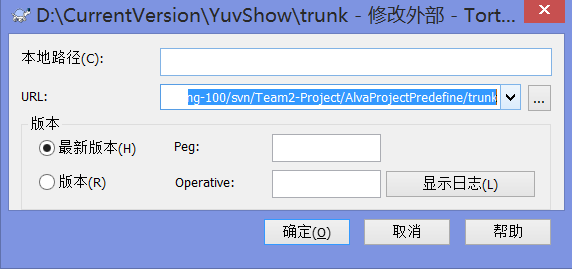 D:\CurrentVersion\YuvShow\trunk - 修改外部 - Tort...
本地路径(C):
URL:
ng-100/svn/Team2-Project/AlvaProjectPredefine/trunk
...
版本
最新版本(H)
Peg:
版本(R)
Operative:
显示日志(L)
确定(O)
取消
帮助